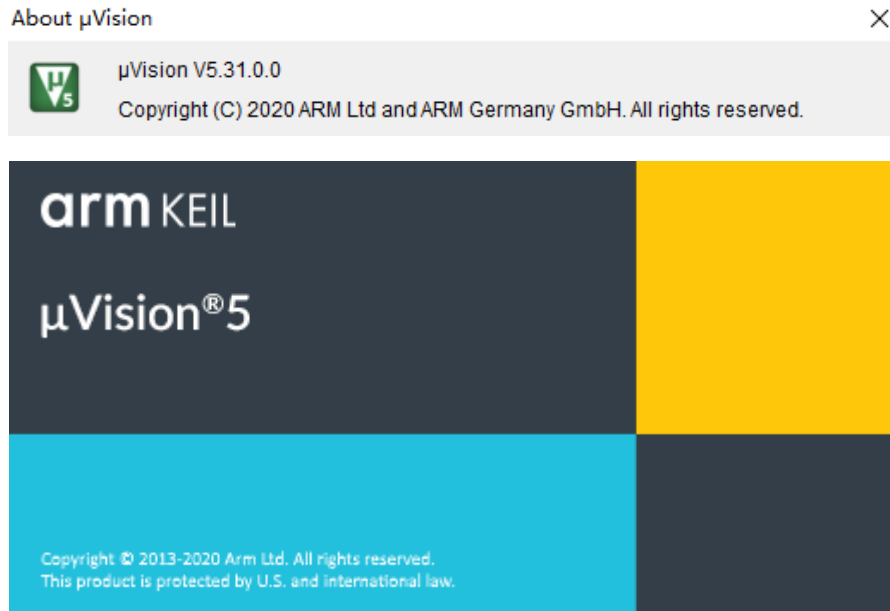 About µVision
µ
V5
µVision V5.31.0.0
Copyright (C) 2020 ARM Ltd and ARM Germany GmbH. All rights reserved.
arm KEIL
µVision®5
Copyright © 2013-2020 Arm Ltd. All rights reserved.
This product is protected by U.S. and international law.